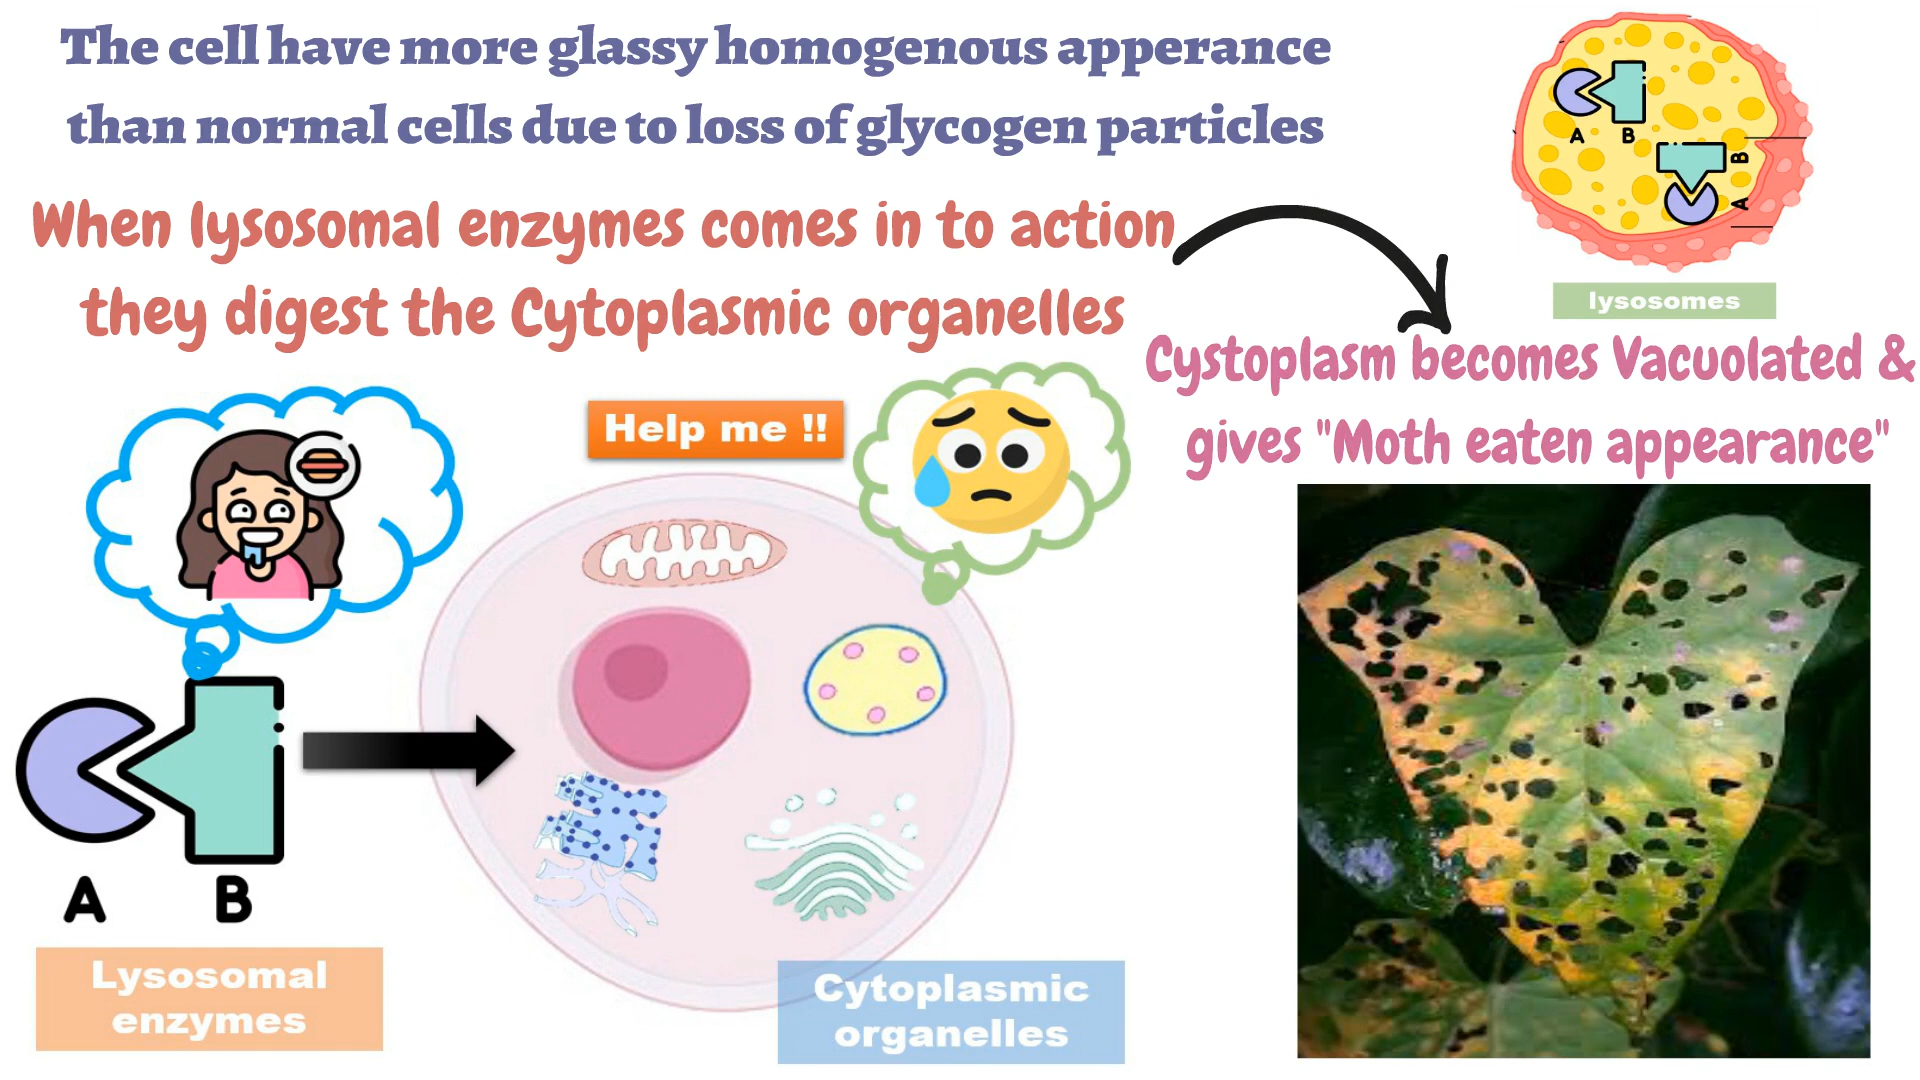 The cell have more glassy homogenous apperance
than normal cells due to loss of glycogen particles
When lysosomal enzymes comes in to action
they digest the Cytoplasmic organelles
A B
B
A
lysosomes
Cystoplasm becomes Vacuolated &
gives "Moth eaten appearance"
Help me !!
A B
Lysosomal
enzymes
Cytoplasmic
organelles